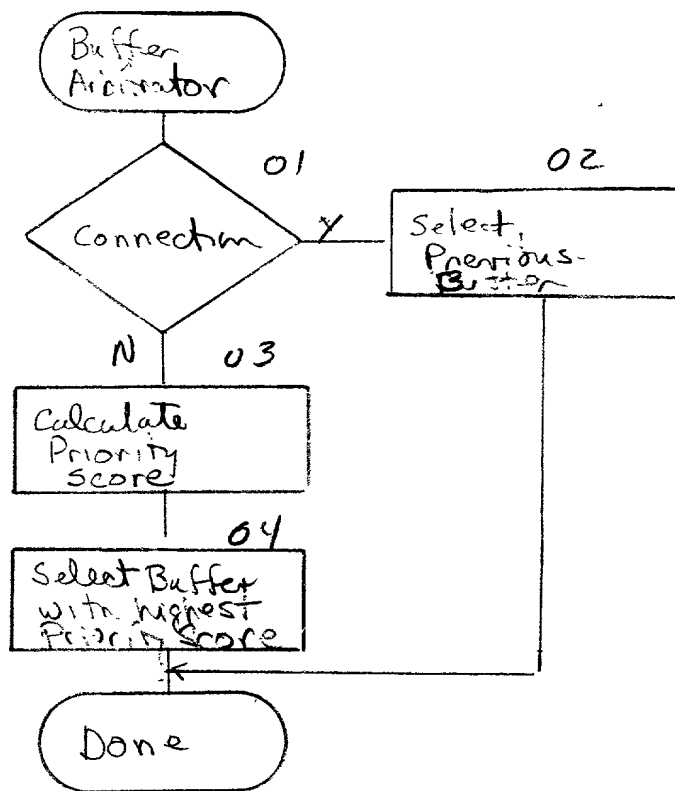 Buffer
Arbitrator
01
02
Connection
Y
Select
Previous
Buffer
N
03
Calculate
Priority
Score
04
Select Buffer
with highest
Priority Score
Done